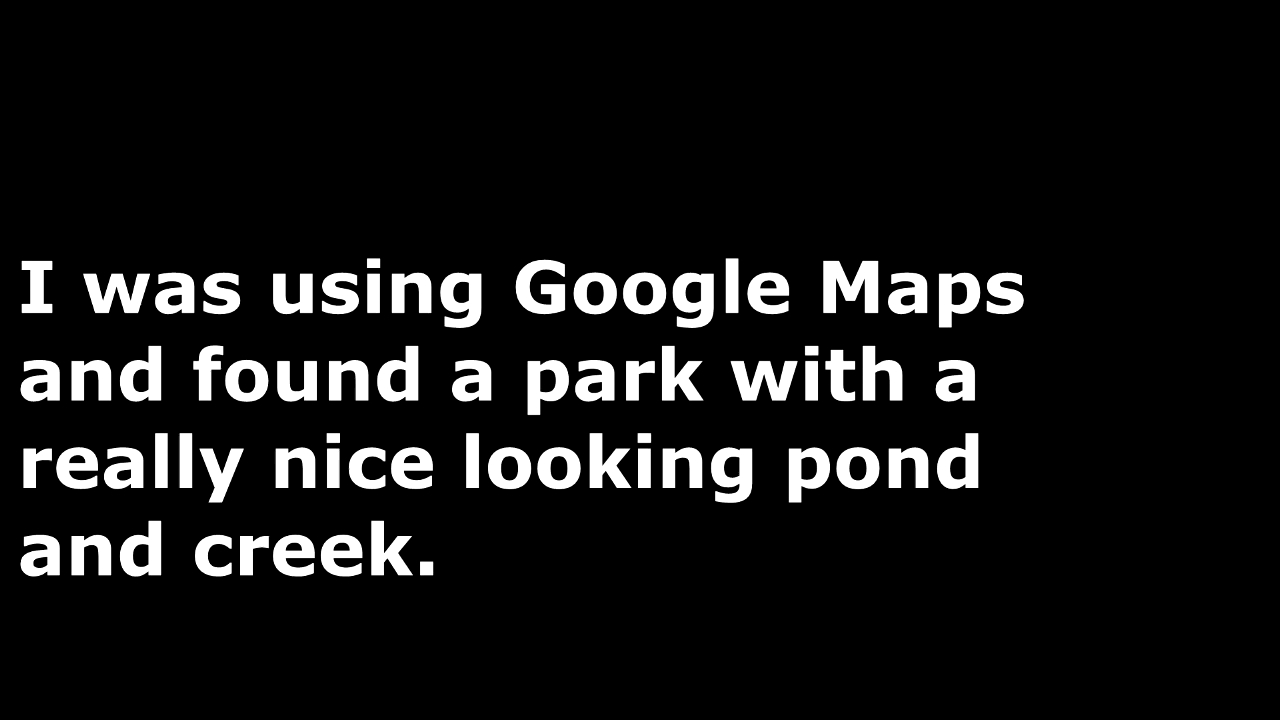 I was using Google Maps
and found a park with a
really nice looking pond
and creek.